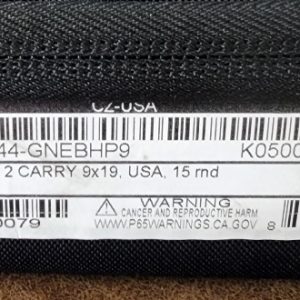 CZ-USA
44-GNEBHP9 K0500
2 CARRY 9x19, USA, 15 rnd
WARNING
CANCER AND REPRODUCTIVE HARM
0079 WWW.P65WARNINGS.CA.GOV 8